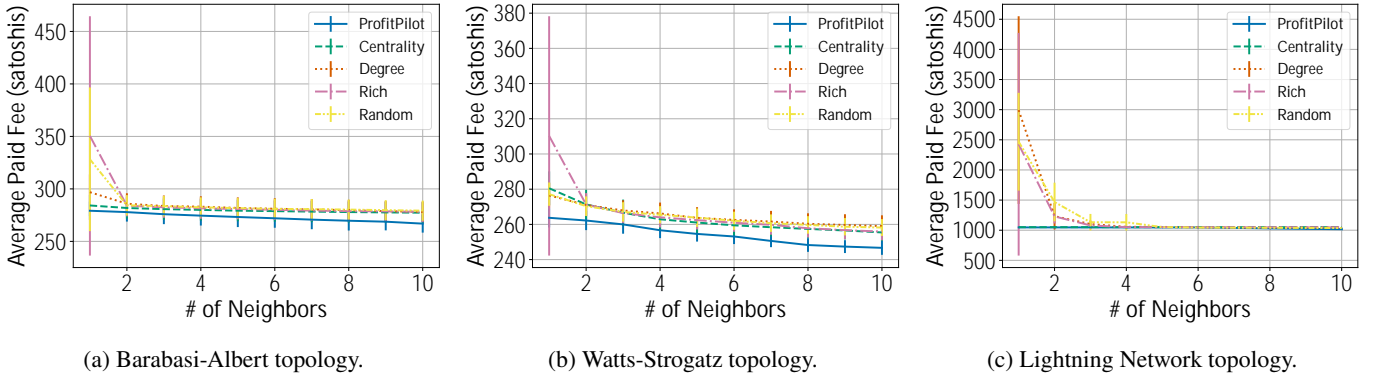 Average Paid Fee (satoshis)
450
400
350
300
250
2
4
6
8
10
# of Neighbors
ProfitPilot
Centrality
Degree
Rich
Random
(a) Barabasi-Albert topology.
Average Paid Fee (satoshis)
380
360
340
320
300
280
260
240
2
4
6
8
10
# of Neighbors
ProfitPilot
Centrality
Degree
Rich
Random
(b) Watts-Strogatz topology.
Average Paid Fee (satoshis)
4500
4000
3500
3000
2500
2000
1500
1000
500
2
4
6
8
10
# of Neighbors
ProfitPilot
Centrality
Degree
Rich
Random
(c) Lightning Network topology.